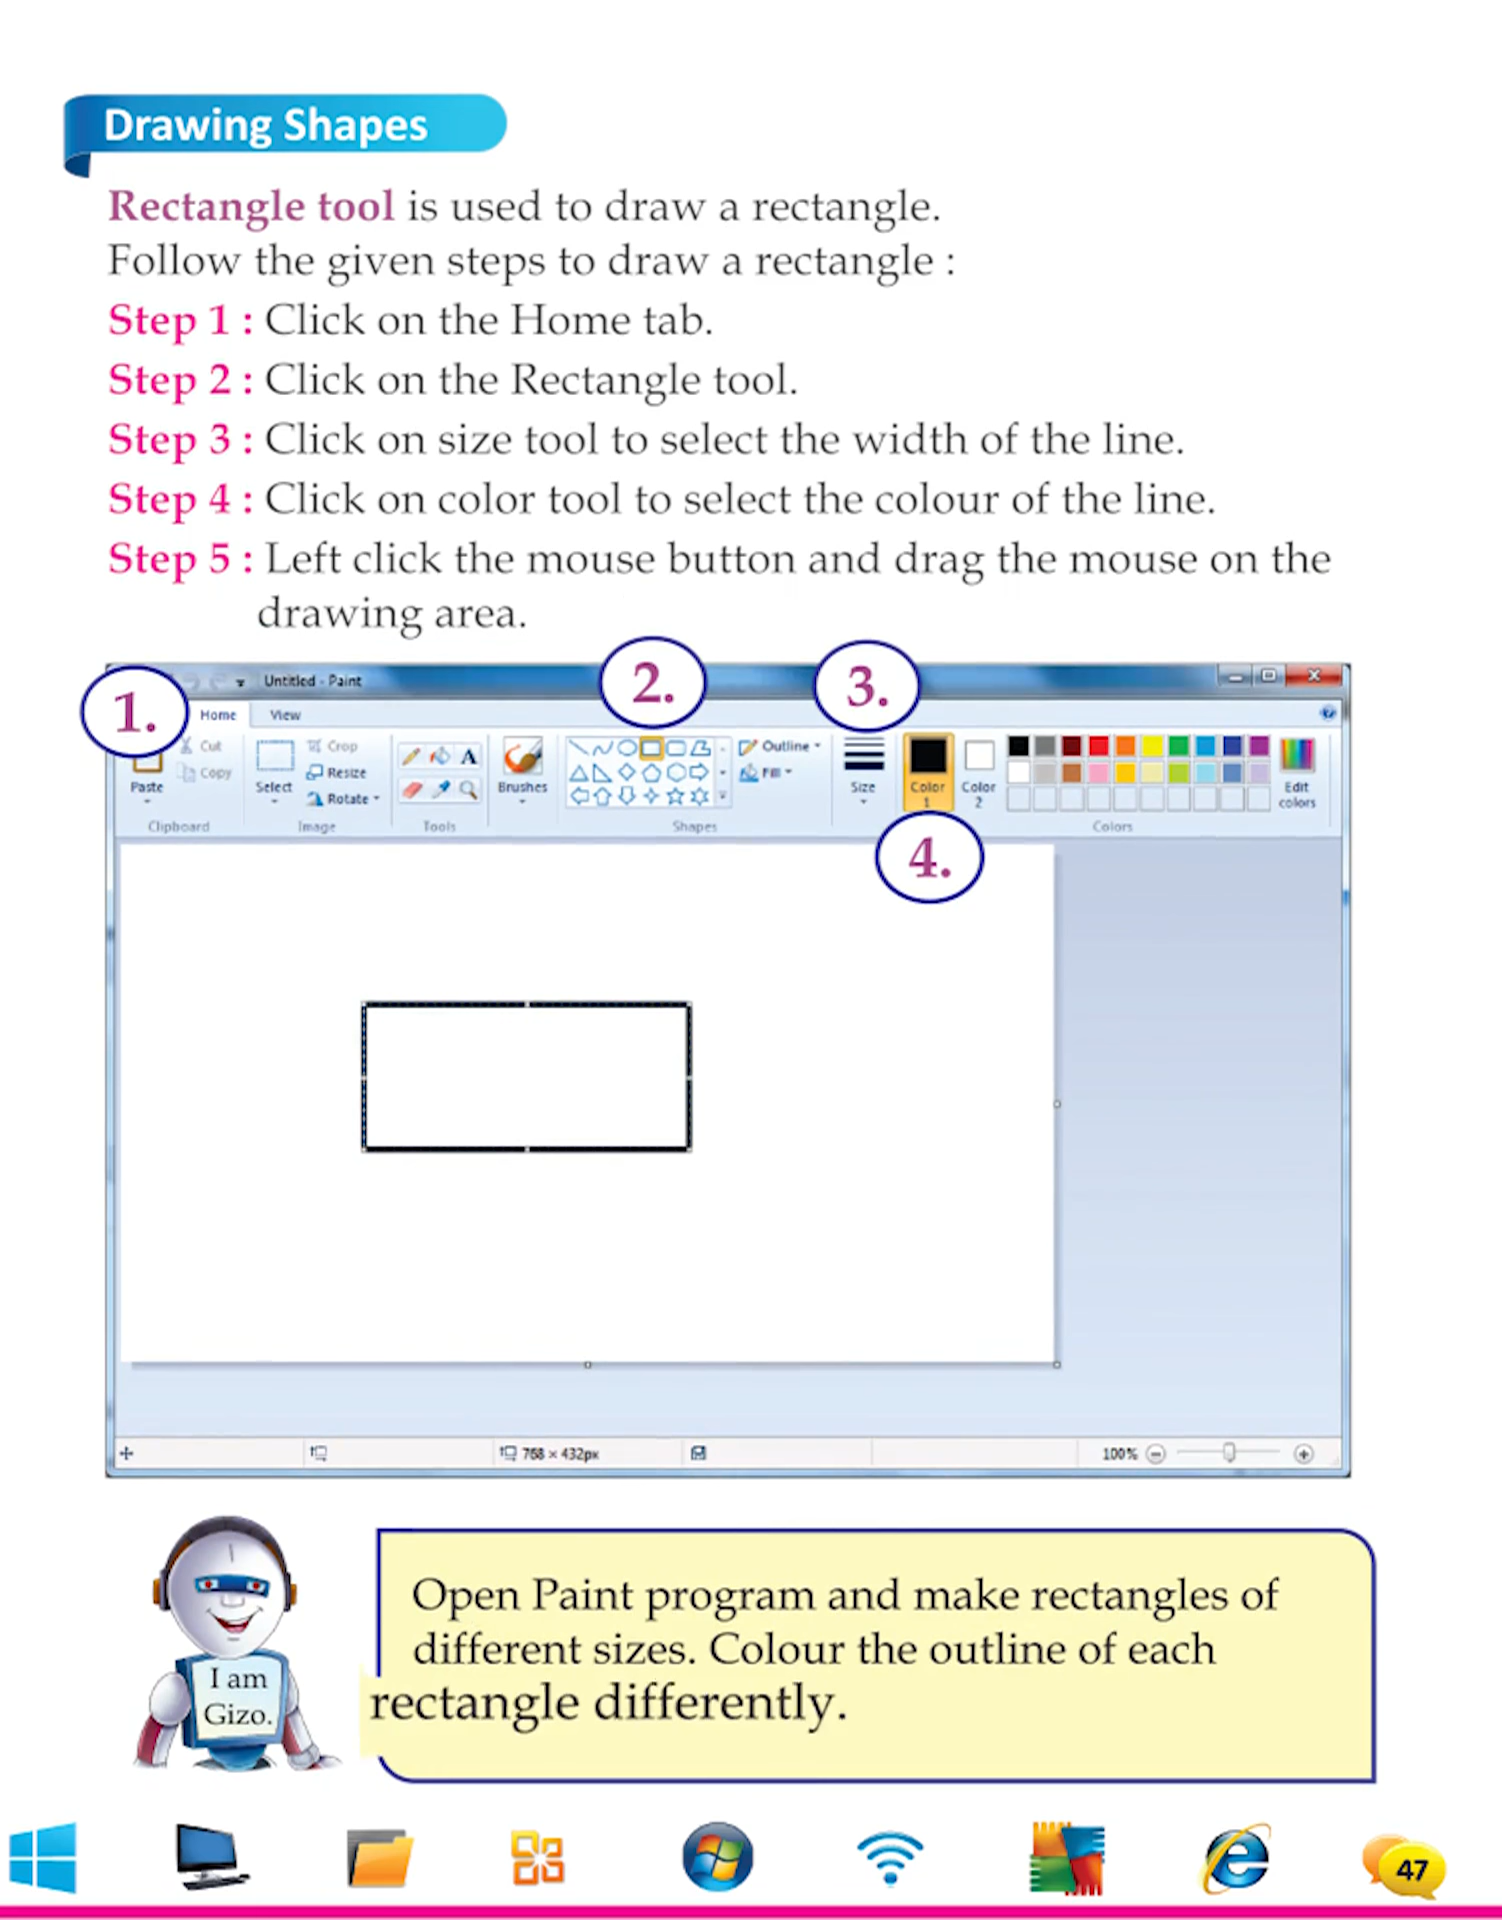 Drawing Shapes
Rectangle tool is used to draw a rectangle.
Follow the given steps to draw a rectangle :
Step 1 : Click on the Home tab.
Step 2 : Click on the Rectangle tool.
Step 3 : Click on size tool to select the width of the line.
Step 4 : Click on color tool to select the colour of the line.
Step 5 : Left click the mouse button and drag the mouse on the
drawing area.
1.
2.
3.
Untitled - Paint
Home View
Cut
Copy
Paste
Clipboard
Select
Crop
Resize
Rotate
Image
A
Tools
Brushes
Outline
Fill
Shapes
Size
Color
1
Color
2
Edit
colors
Colors
4.
768 × 432px
100%
I am
Gizo.
Open Paint program and make rectangles of
different sizes. Colour the outline of each
rectangle differently.
47